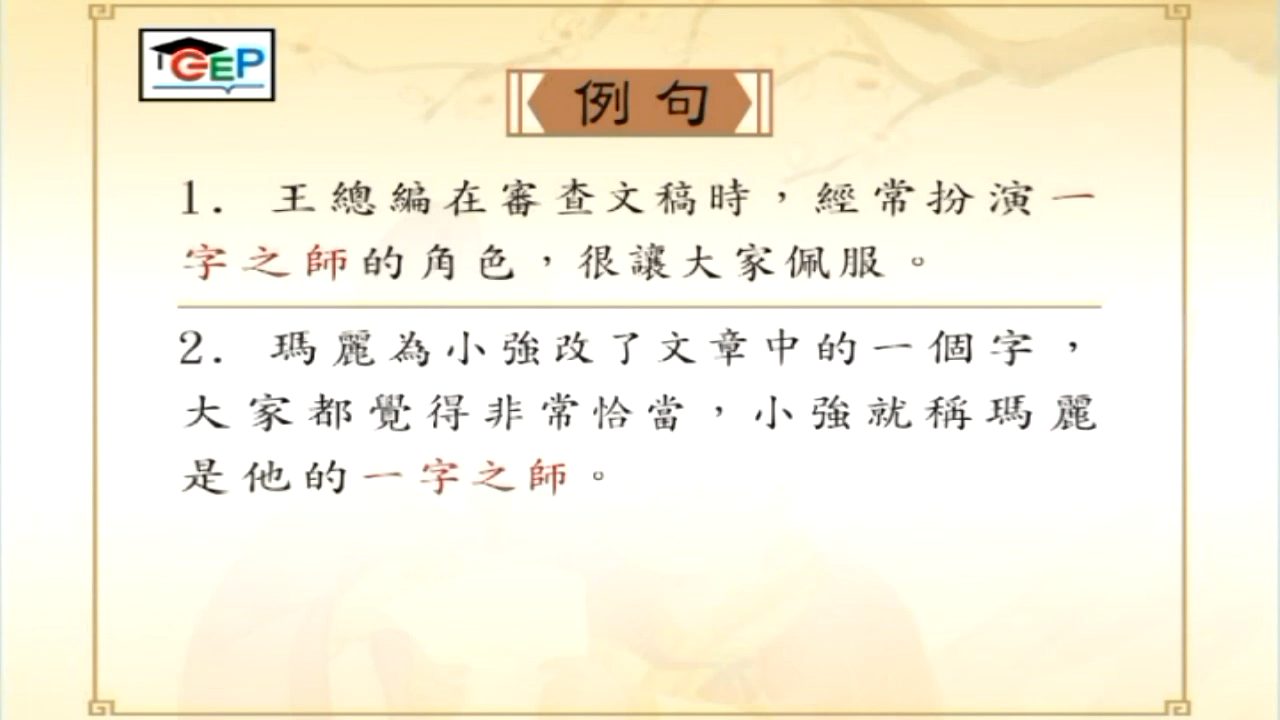 GEP
例句
1. 王總編在審查文稿時，經常扮演一
字之師的角色，很讓大家佩服。
2. 瑪麗為小強改了文章中的一個字，
大家都覺得非常恰當，小強就稱瑪麗
是他的一字之師。